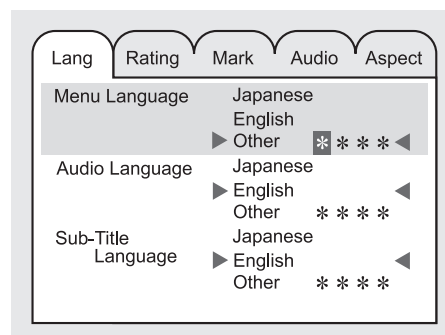 Lang Rating Mark Audio Aspect
Menu Language Japanese
English
Other * * * *
Audio Language Japanese
English
Other * * * *
Sub-Title Japanese
Language English
Other * * * *